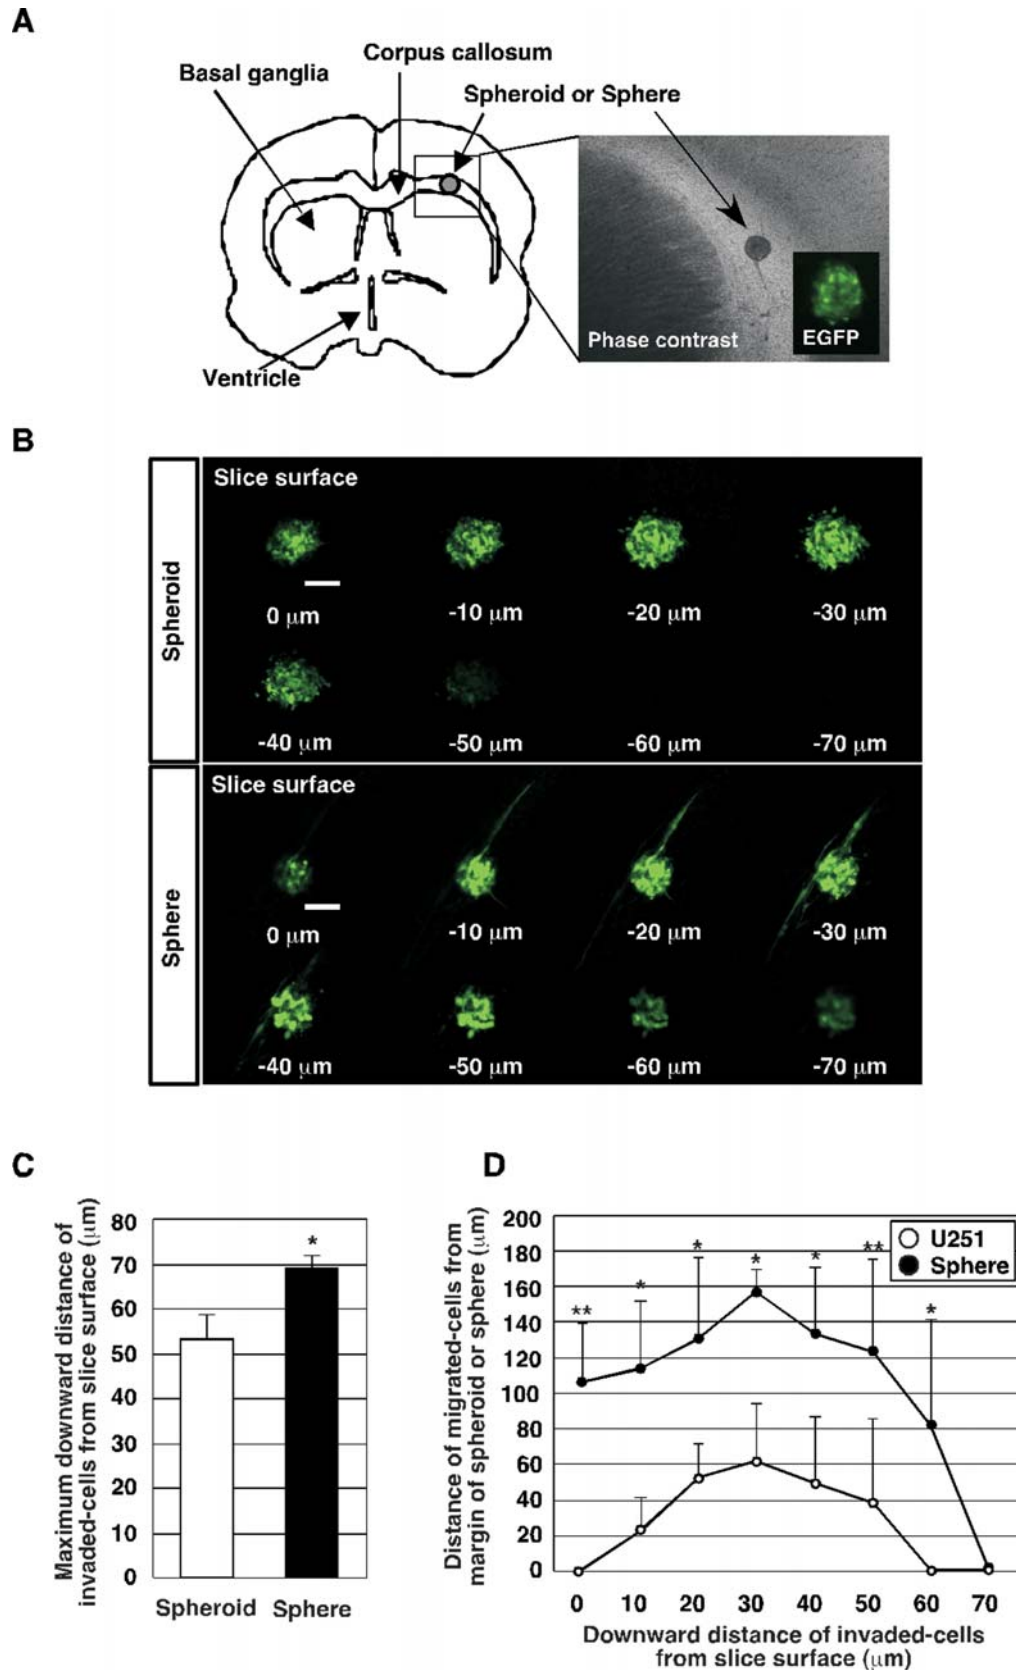 A
Corpus callosum
Basal ganglia
Spheroid or Sphere
Phase contrast
EGFP
Ventricle
B
Spheroid
Slice surface
0 μm
-10 μm
-20 μm
-30 μm
-40 μm
-50 μm
-60 μm
-70 μm
Sphere
Slice surface
0 μm
-10 μm
-20 μm
-30 μm
-40 μm
-50 μm
-60 μm
-70 μm
C
Maximum downward distance of
invaded-cells from slice surface (μm)
80
70
60
50
40
30
20
10
0
*
Spheroid
Sphere
D
Distance of migrated-cells from
margin of spheroid or sphere (μm)
200
180
160
140
120
100
80
60
40
20
0
U251
Sphere
**
*
*
*
*
**
*
0
10
20
30
40
50
60
70
Downward distance of invaded-cells
from slice surface (μm)